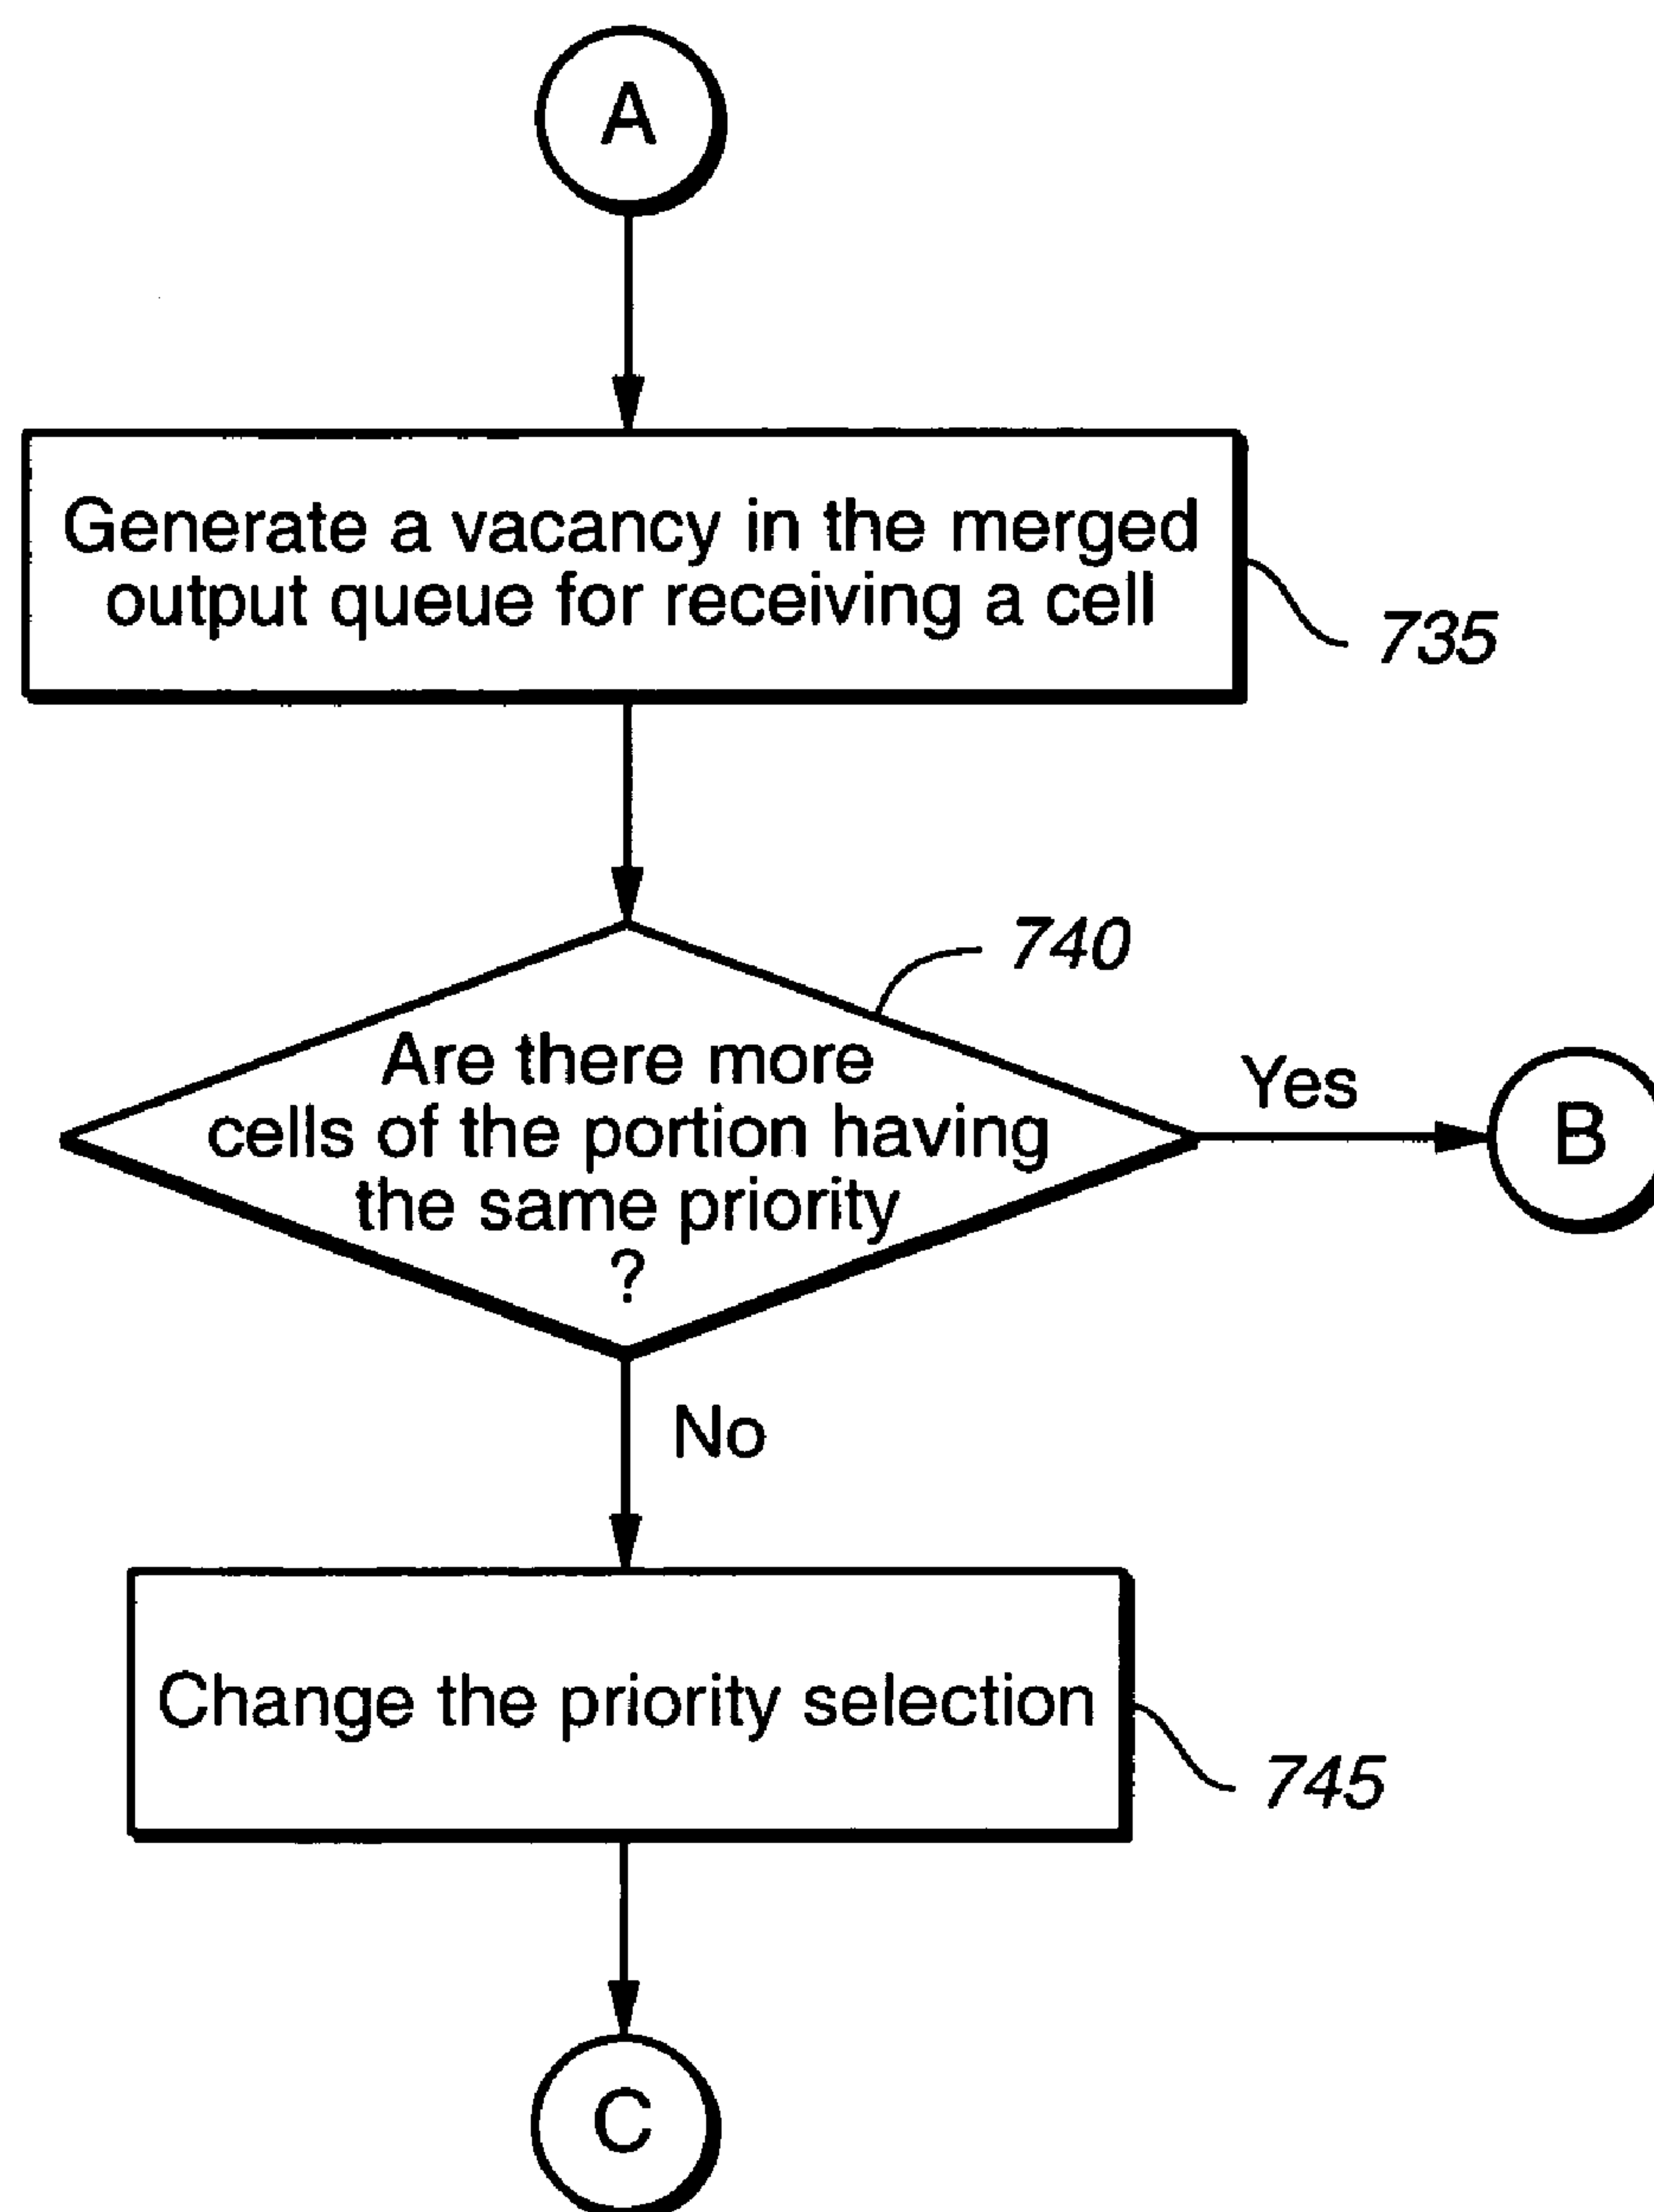 A
Generate a vacancy in the merged
output queue for receiving a cell
735
740
Are there more
cells of the portion having
the same priority
?
Yes
B
No
Change the priority selection
745
C